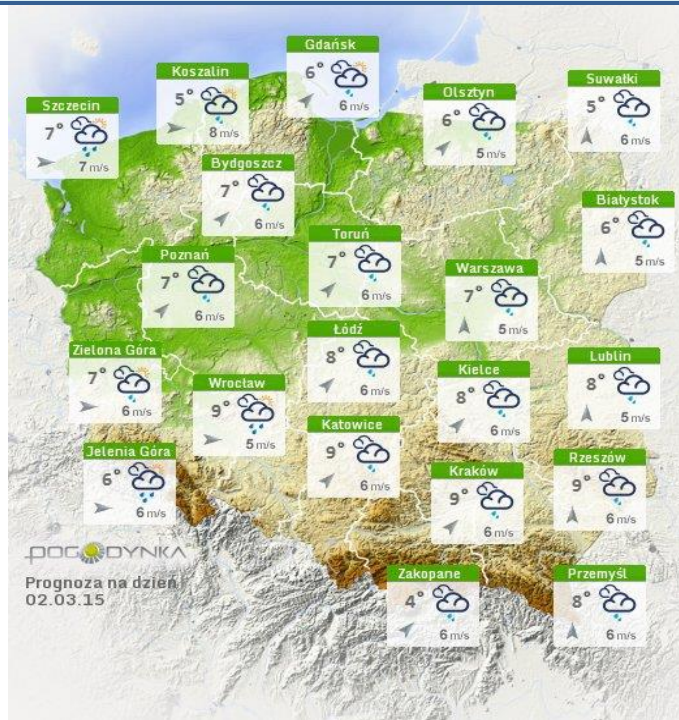 Gdańsk
6°
6 m/s
Koszalin
5°
8 m/s
Suwałki
5°
6 m/s
Olsztyn
6°
5 m/s
Szczecin
7°
7 m/s
Bydgoszcz
7°
6 m/s
Białystok
6°
5 m/s
Toruń
7°
6 m/s
Poznań
7°
6 m/s
Warszawa
7°
5 m/s
Łódź
8°
6 m/s
Zielona Góra
7°
6 m/s
Lublin
8°
5 m/s
Kielce
8°
6 m/s
Wrocław
9°
5 m/s
Katowice
9°
6 m/s
Jelenia Góra
6°
6 m/s
Rzeszów
9°
6 m/s
Kraków
9°
6 m/s
POGODYNKA
Prognoza na dzień
02.03.15
Zakopane
4°
6 m/s
Przemyśl
8°
6 m/s